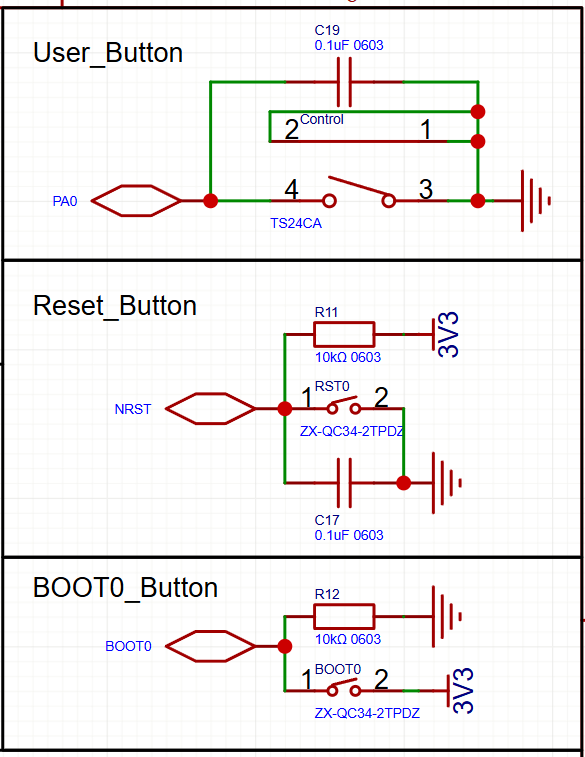 User_Button
C19
0.1uF 0603
Control
2
1
PA0
4
3
TS24CA
Reset_Button
R11
10kΩ 0603
3V3
RST0
1
2
NRST
ZX-QC34-2TPDZ
C17
0.1uF 0603
BOOT0_Button
R12
10kΩ 0603
BOOT0
BOOT0
1
2
3V3
ZX-QC34-2TPDZ